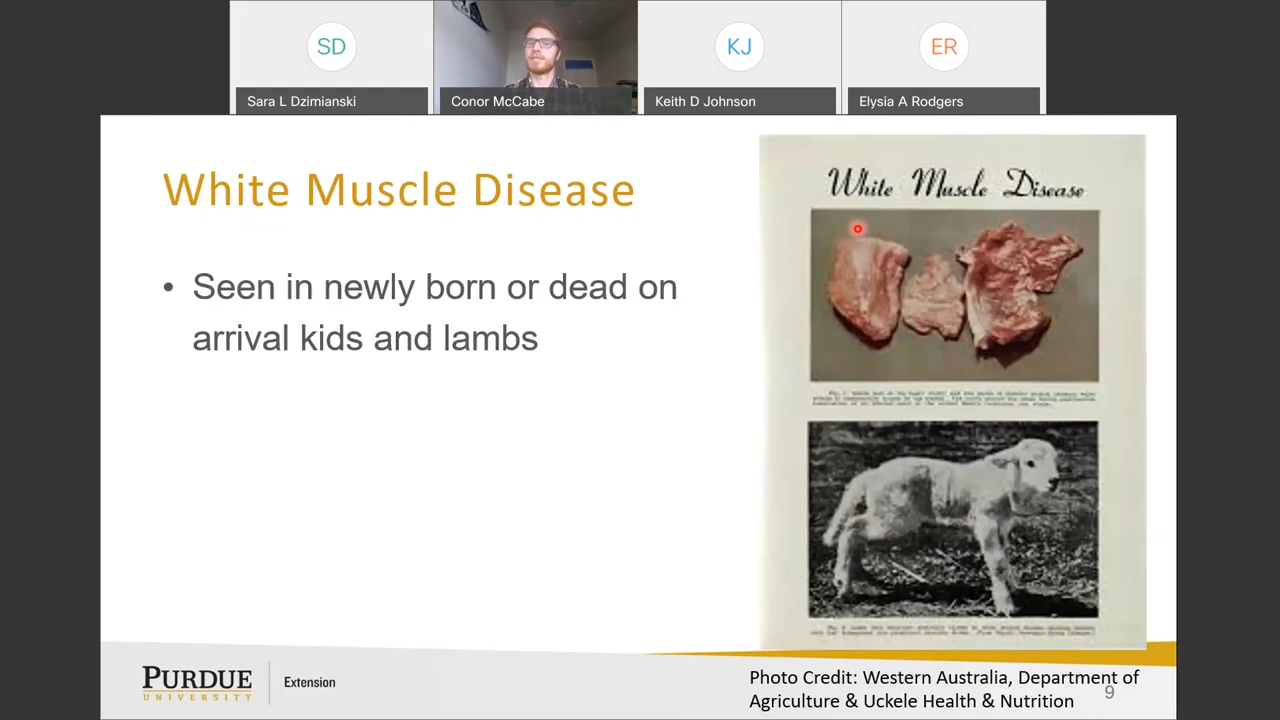 SD
KJ
ER
Sara L Dzimianski
Conor McCabe
Keith D Johnson
Elysia A Rodgers
White Muscle Disease
• Seen in newly born or dead on
arrival kids and lambs
White Muscle Disease
PURDUE
UNIVERSITY
Extension
Photo Credit: Western Australia, Department of
Agriculture & Uckele Health & Nutrition
9